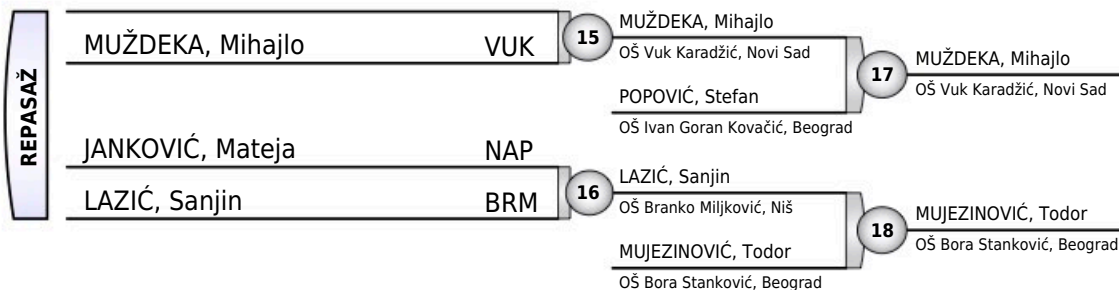 REPASAŽ
MUŽDEKA, Mihajlo VUK
JANKOVIĆ, Mateja NAP
LAZIĆ, Sanjin BRM
15
MUŽDEKA, Mihajlo
OŠ Vuk Karadžić, Novi Sad
POPOVIĆ, Stefan
OŠ Ivan Goran Kovačić, Beograd
16
LAZIĆ, Sanjin
OŠ Branko Miljković, Niš
MUJEZINOVIĆ, Todor
OŠ Bora Stanković, Beograd
17
MUŽDEKA, Mihajlo
OŠ Vuk Karadžić, Novi Sad
18
MUJEZINOVIĆ, Todor
OŠ Bora Stanković, Beograd